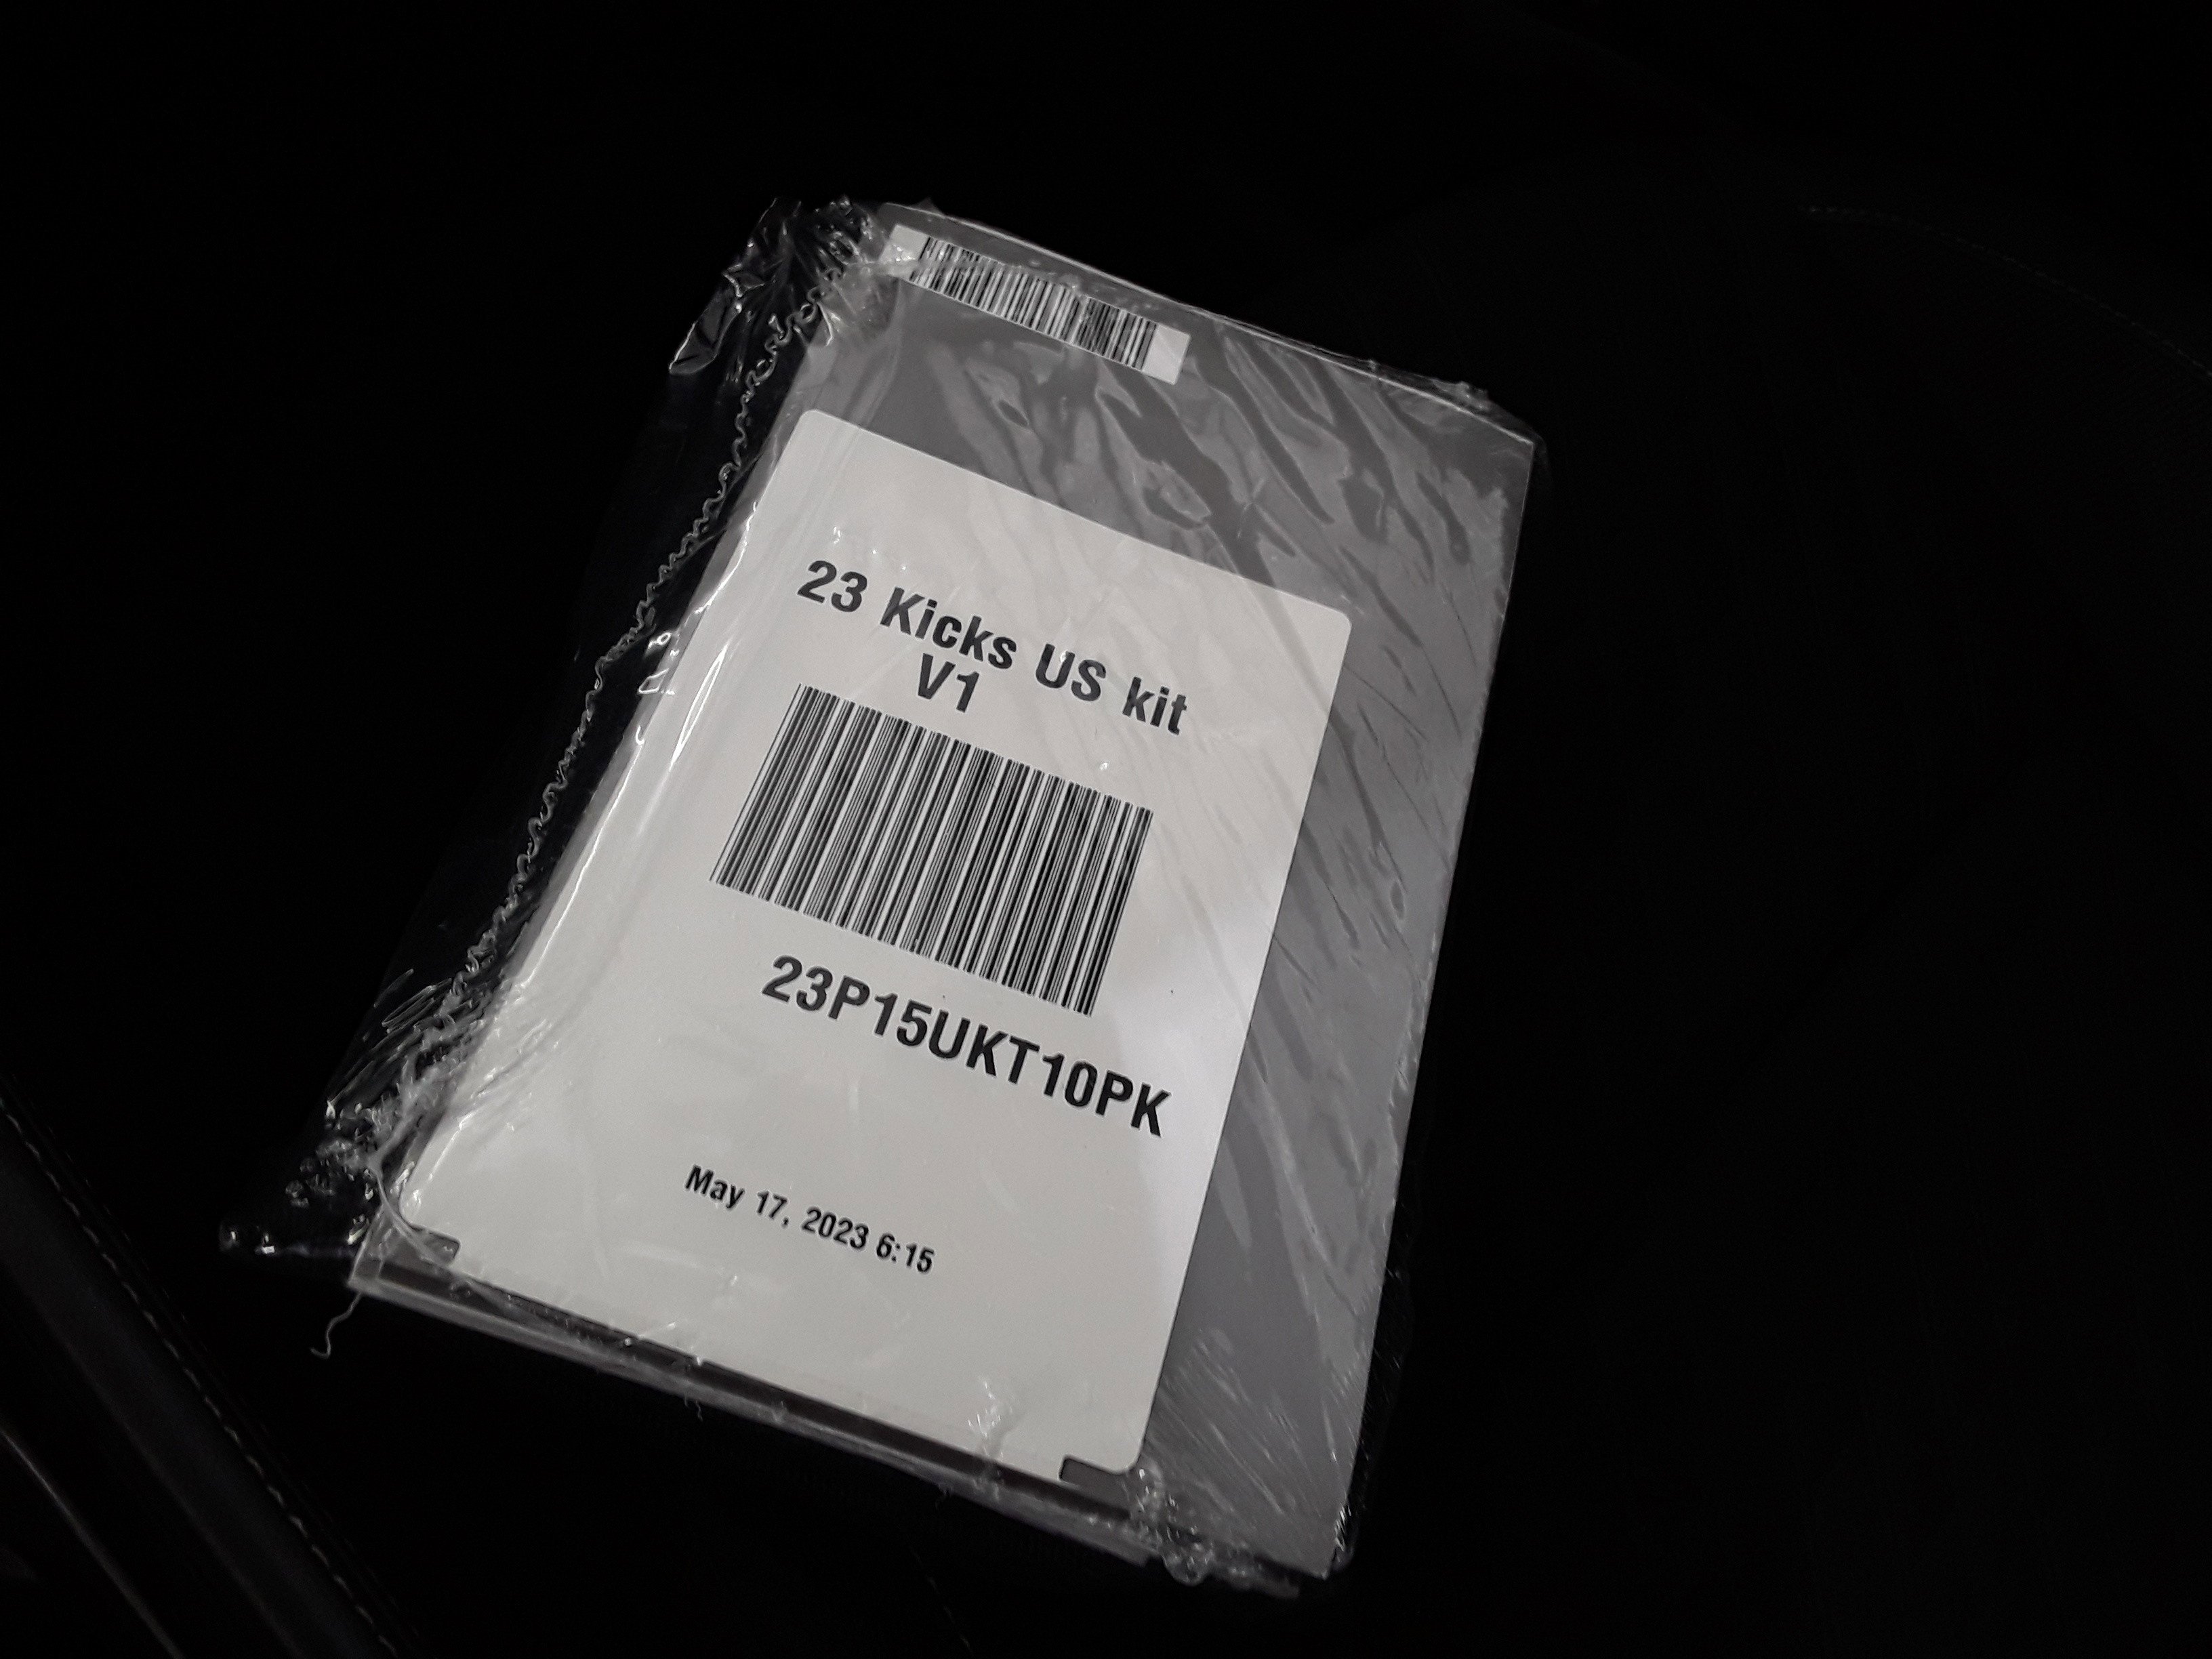 23 Kicks US kit
V1
23P15UKT10PK
May 17, 2023 6:15